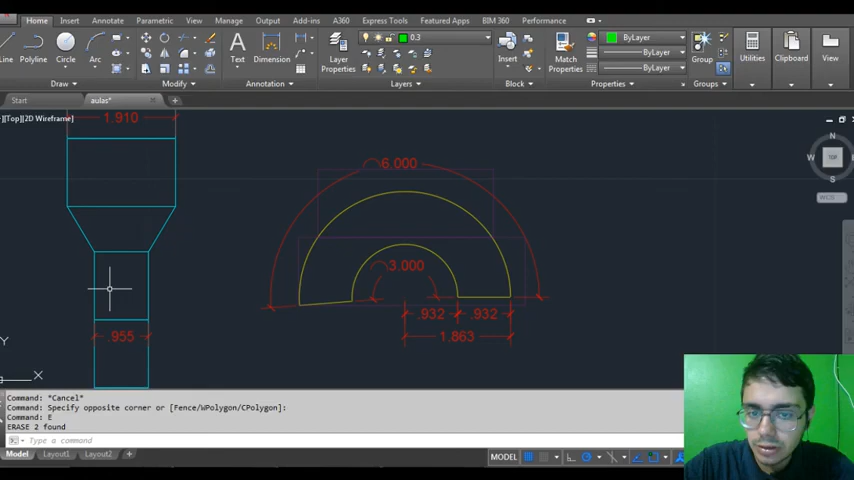 Home Insert Annotate Parametric View Manage Output Add-ins A360 Express Tools Featured Apps BIM 360 Performance
Line Polyline Circle Arc
Text Dimension
Layer Properties
0.3
Insert
Match Properties
ByLayer
ByLayer
ByLayer
Group
Utilities
Clipboard
View
Draw Modify Annotation Layers Block Properties Groups
Start aulas*
][Top][2D Wireframe]
1.910
6.000
3.000
.932 .932
1.863
.955
N
W TOP
S
WCS
Y
X
Command: *Cancel*
Command: Specify opposite corner or [Fence/WPolygon/CPolygon]:
Command: E
ERASE 2 found
Type a command
Model Layout1 Layout2 +
MODEL